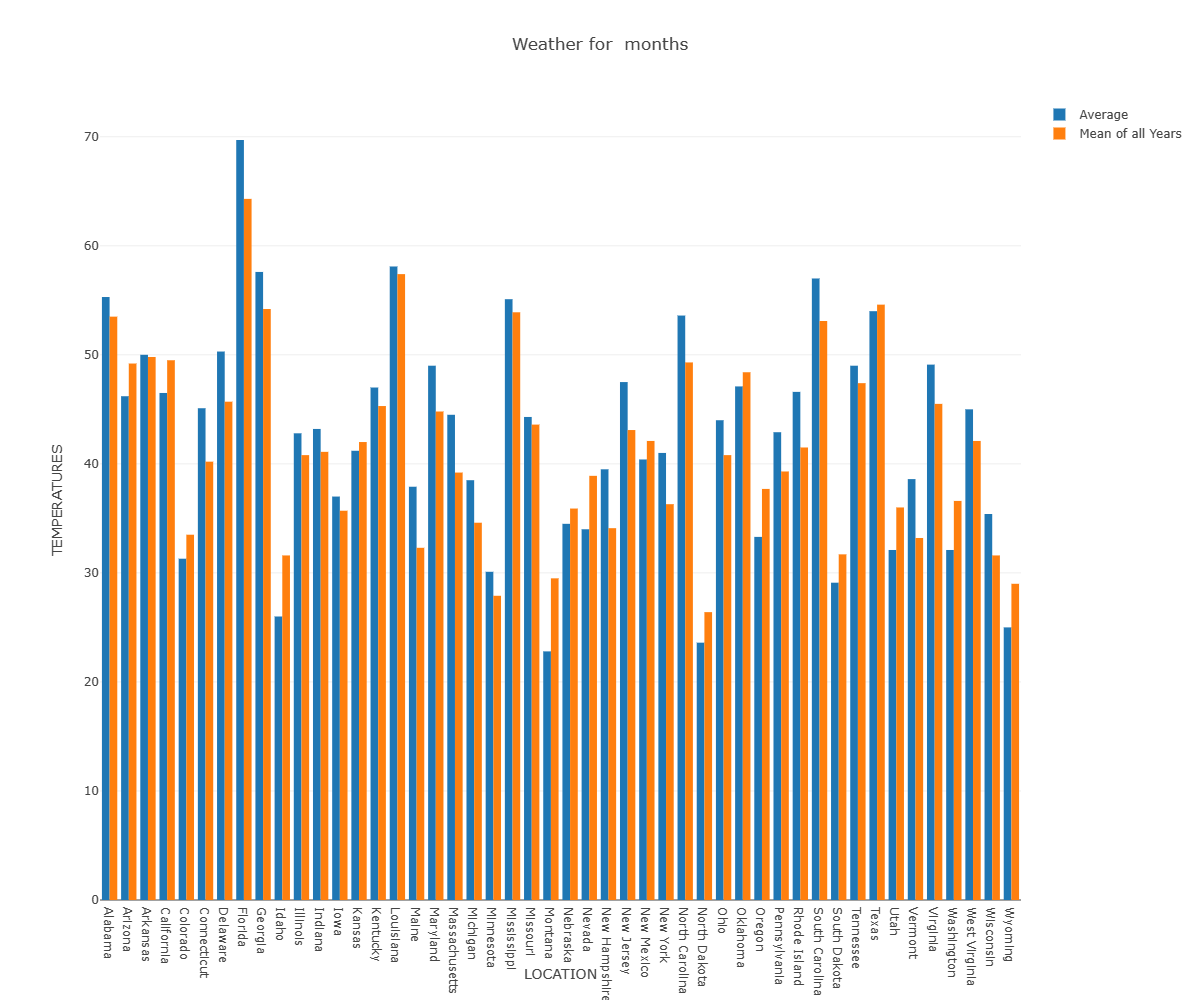 Weather for  months
Average
Mean of all Years
70
60
50
40
30
20
10
0
TEMPERATURES
Alabama
Arizona
Arkansas
California
Colorado
Connecticut
Delaware
Florida
Georgia
Idaho
Illinois
Indiana
Iowa
Kansas
Kentucky
Louisiana
Maine
Maryland
Massachusetts
Michigan
Minnesota
Mississippi
Missouri
Montana
Nebraska
Nevada
New Hampshire
New Jersey
New Mexico
New York
North Carolina
North Dakota
Ohio
Oklahoma
Oregon
Pennsylvania
Rhode Island
South Carolina
South Dakota
Tennessee
Texas
Utah
Vermont
Virginia
Washington
West Virginia
Wisconsin
Wyoming
LOCATION